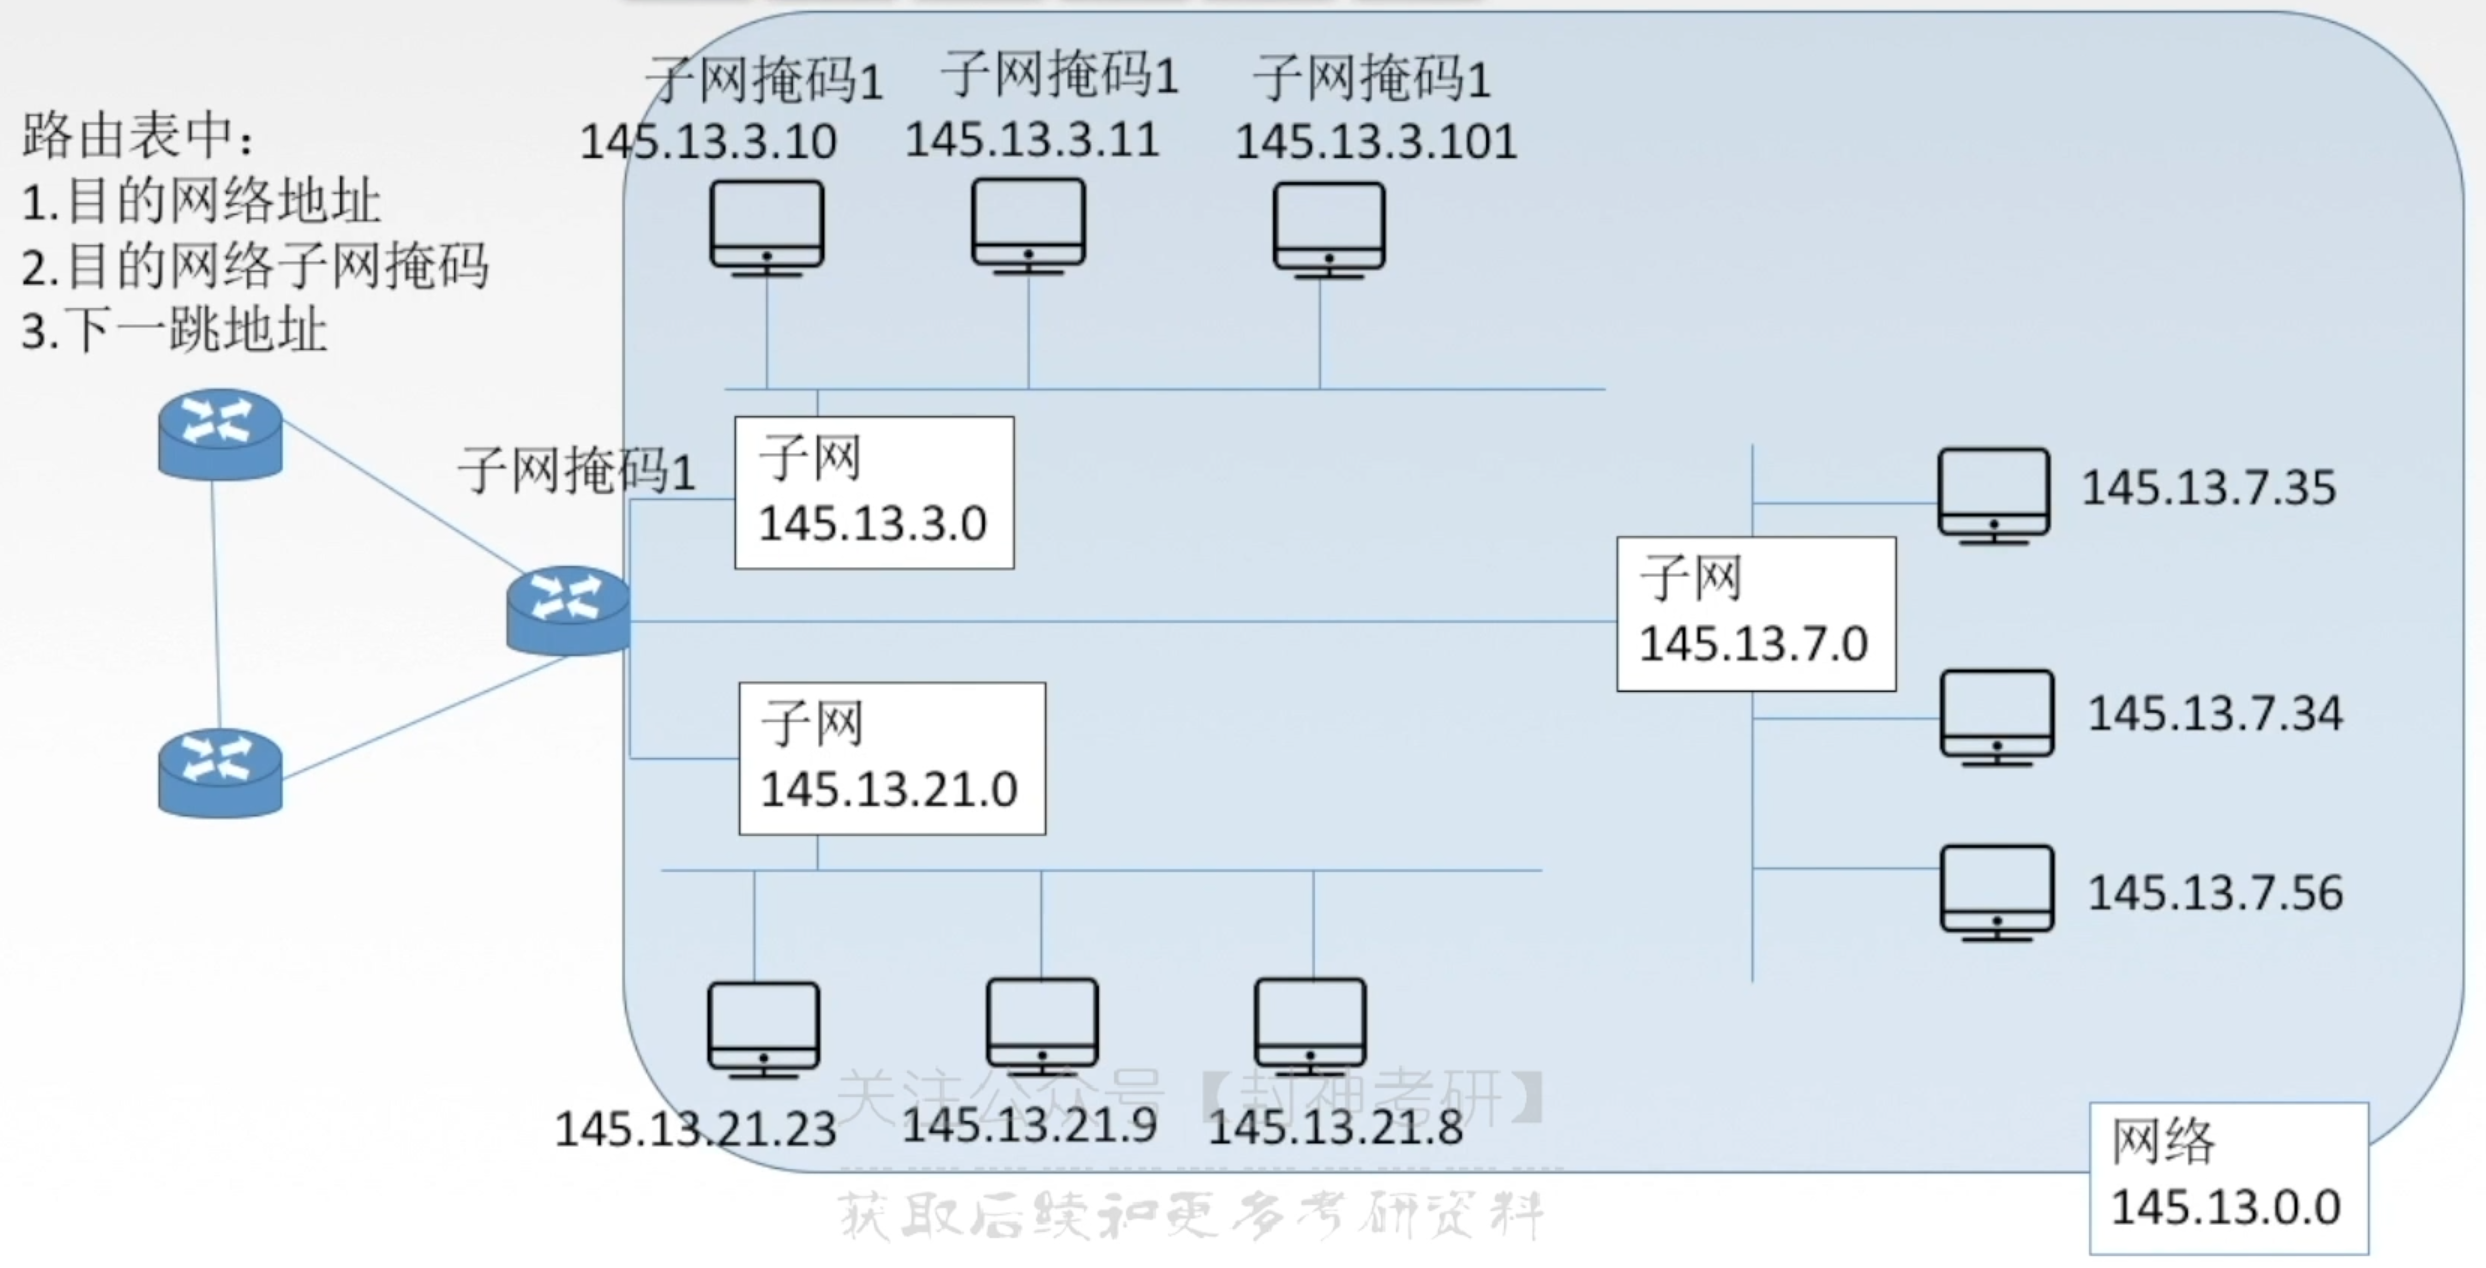 路由表中：
1.目的网络地址
2.目的网络子网掩码
3.下一跳地址
子网掩码1
145.13.3.10
子网掩码1
145.13.3.11
子网掩码1
145.13.3.101
子网掩码1
子网
145.13.3.0
子网
145.13.7.0
145.13.7.35
145.13.7.34
145.13.7.56
子网
145.13.21.0
145.13.21.23
145.13.21.9
145.13.21.8
网络
145.13.0.0
关注公众号【封神考研】
获取后续和更多考研资料